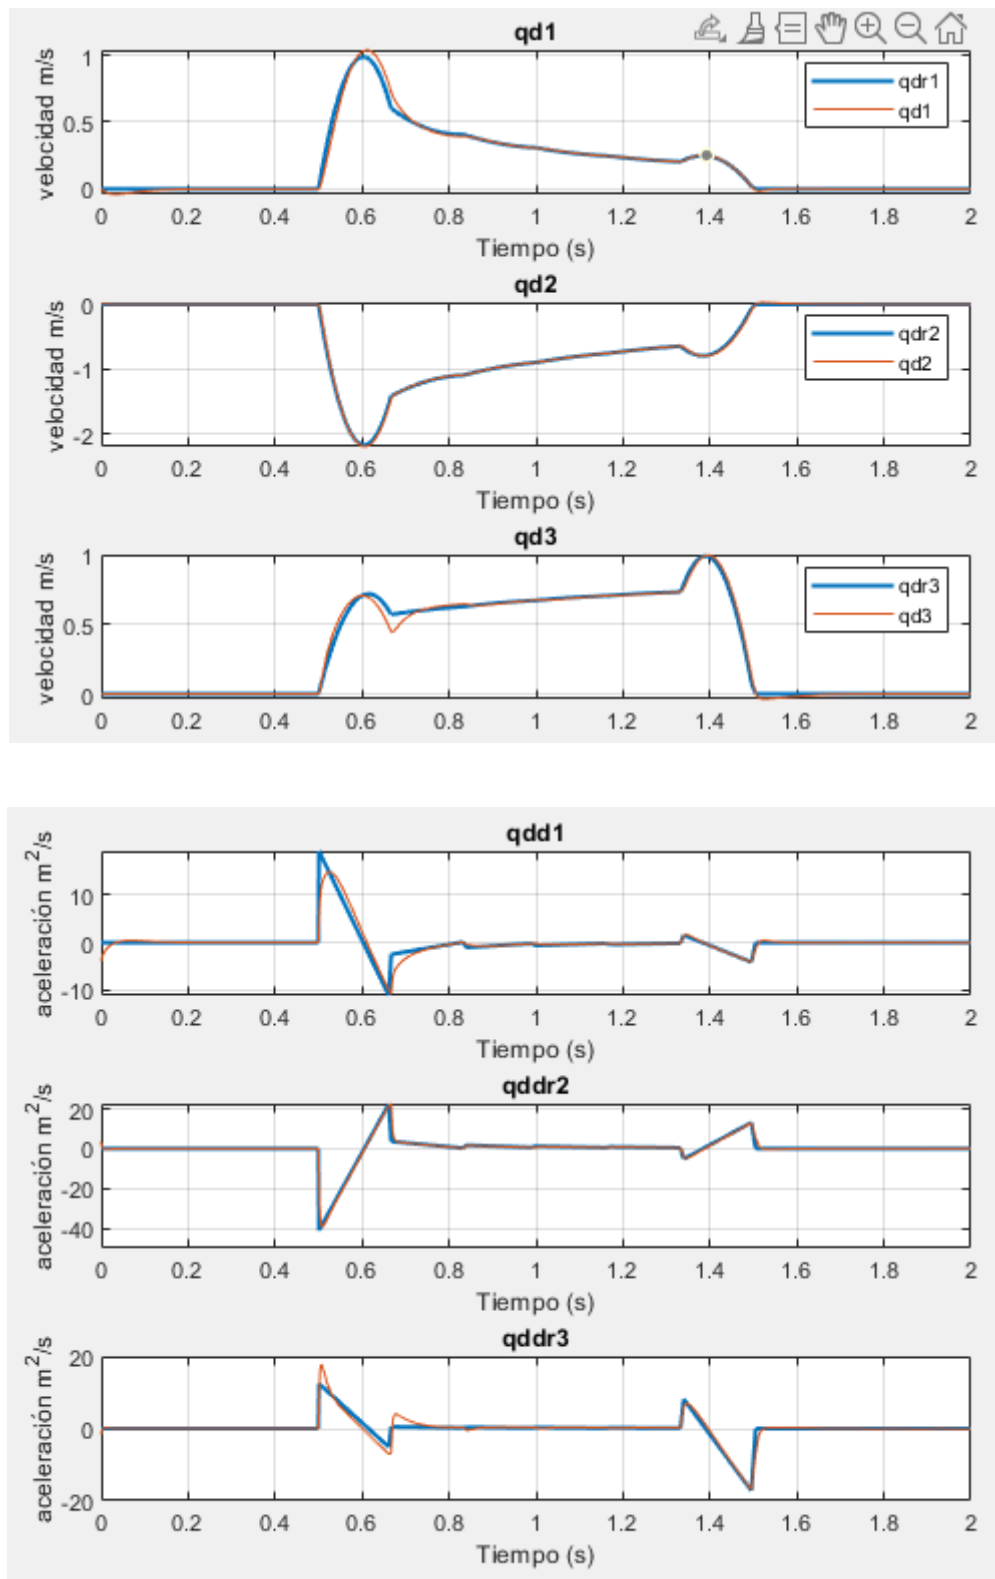 qd1
1
0.5
0
velocidad m/s
qdr1
qd1
0 0.2 0.4 0.6 0.8 1 1.2 1.4 1.6 1.8 2
Tiempo (s)
qd2
0
-1
-2
velocidad m/s
qdr2
qd2
0 0.2 0.4 0.6 0.8 1 1.2 1.4 1.6 1.8 2
Tiempo (s)
qd3
1
0.5
0
velocidad m/s
qdr3
qd3
0 0.2 0.4 0.6 0.8 1 1.2 1.4 1.6 1.8 2
Tiempo (s)
qdd1
10
0
-10
aceleración m²/s
0 0.2 0.4 0.6 0.8 1 1.2 1.4 1.6 1.8 2
Tiempo (s)
qddr2
20
0
-20
-40
aceleración m²/s
0 0.2 0.4 0.6 0.8 1 1.2 1.4 1.6 1.8 2
Tiempo (s)
qddr3
20
0
-20
aceleración m²/s
0 0.2 0.4 0.6 0.8 1 1.2 1.4 1.6 1.8 2
Tiempo (s)